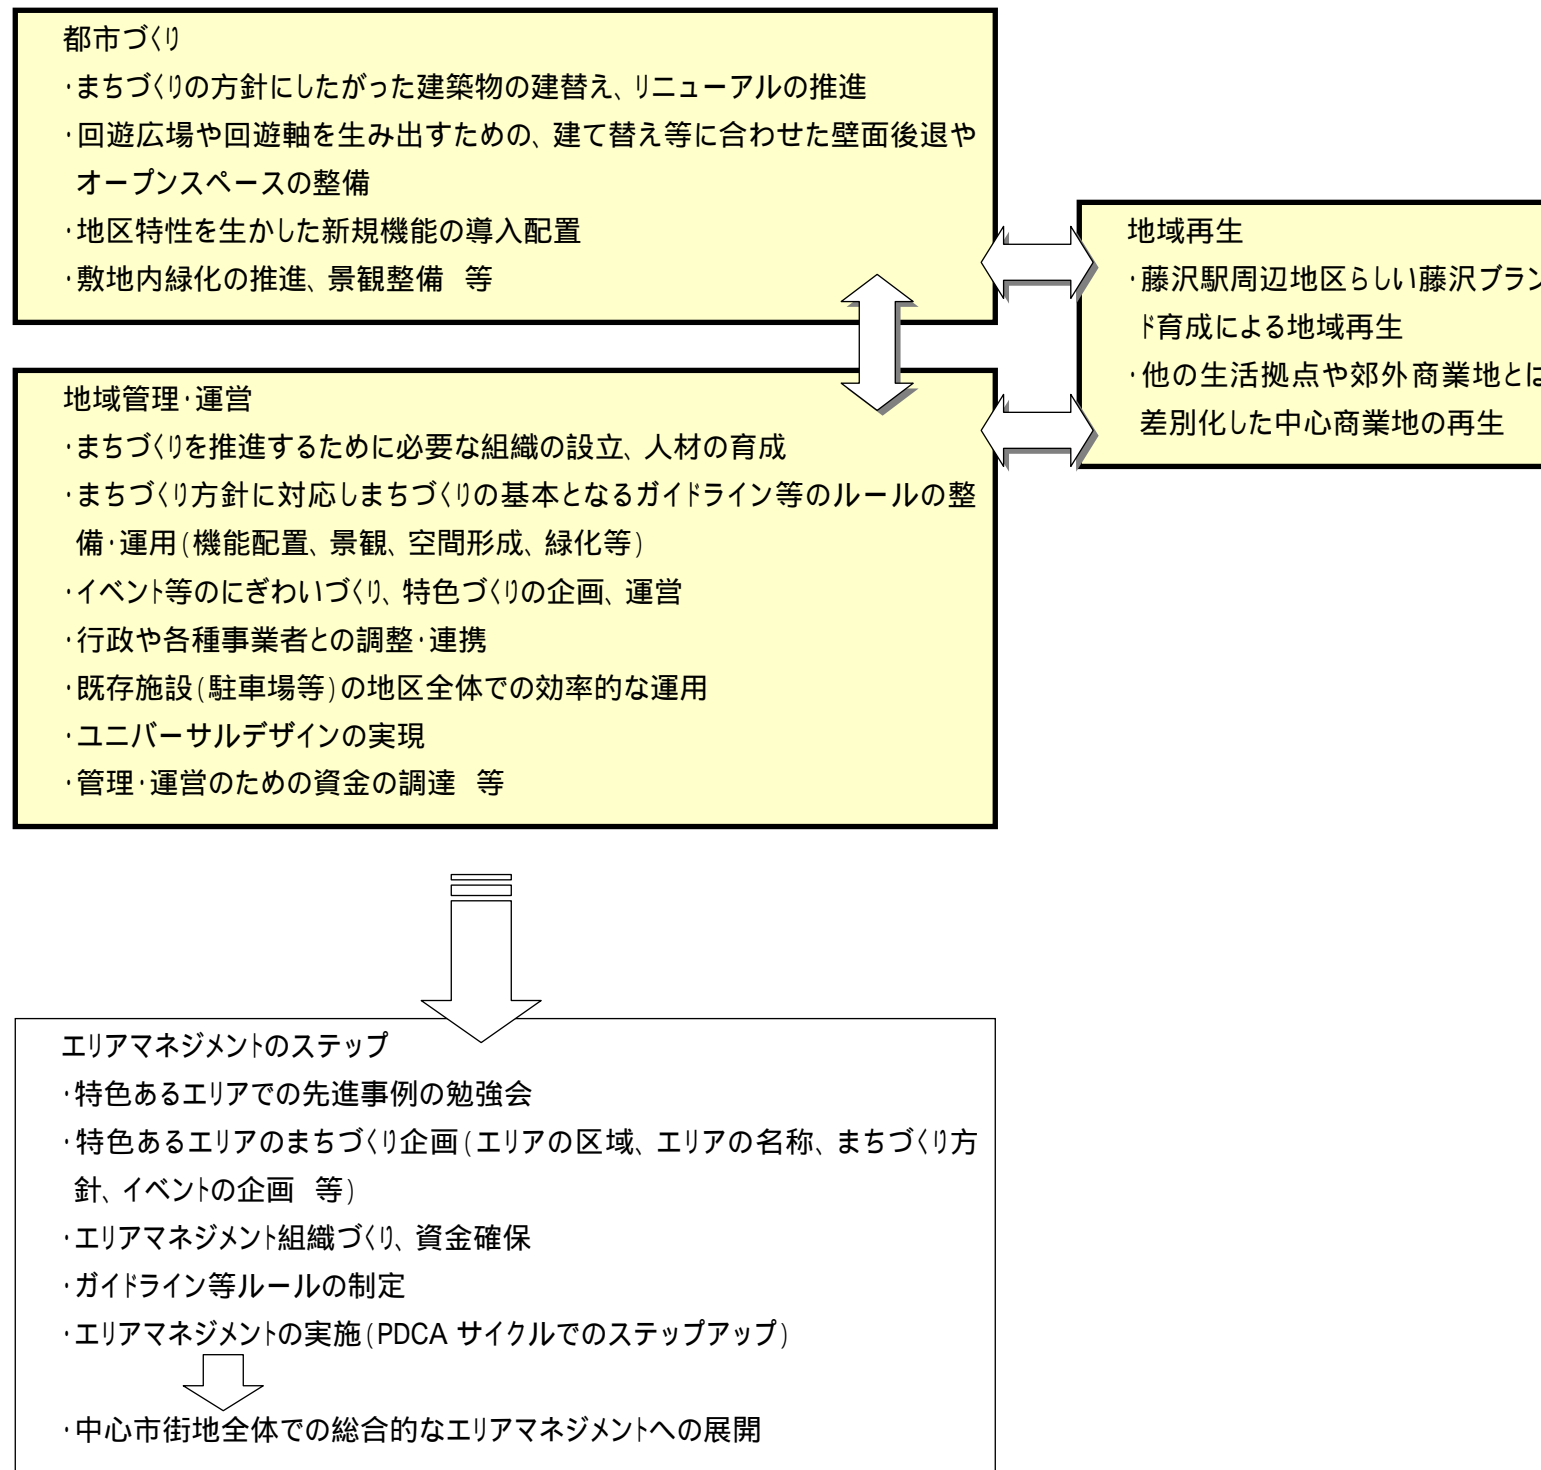 都市づくり
・まちづくりの方針にしたがった建築物の建替え、リニューアルの推進
・回遊広場や回遊軸を生み出すための、建て替え等に合わせた壁面後退や
オープンスペースの整備
・地区特性を生かした新規機能の導入配置
・敷地内緑化の推進、景観整備　等
地域再生
・藤沢駅周辺地区らしい藤沢ブラン
ド育成による地域再生
・他の生活拠点や郊外商業地とは
差別化した中心商業地の再生
地域管理・運営
・まちづくりを推進するために必要な組織の設立、人材の育成
・まちづくり方針に対応しまちづくりの基本となるガイドライン等のルールの整
備・運用(機能配置、景観、空間形成、緑化等)
・イベント等のにぎわいづくり、特色づくりの企画、運営
・行政や各種事業者との調整・連携
・既存施設(駐車場等)の地区全体での効率的な運用
・ユニバーサルデザインの実現
・管理・運営のための資金の調達　等
エリアマネジメントのステップ
・特色あるエリアでの先進事例の勉強会
・特色あるエリアのまちづくり企画(エリアの区域、エリアの名称、まちづくり方
針、イベントの企画　等)
・エリアマネジメント組織づくり、資金確保
・ガイドライン等ルールの制定
・エリアマネジメントの実施(PDCA サイクルでのステップアップ)
・中心市街地全体での総合的なエリアマネジメントへの展開